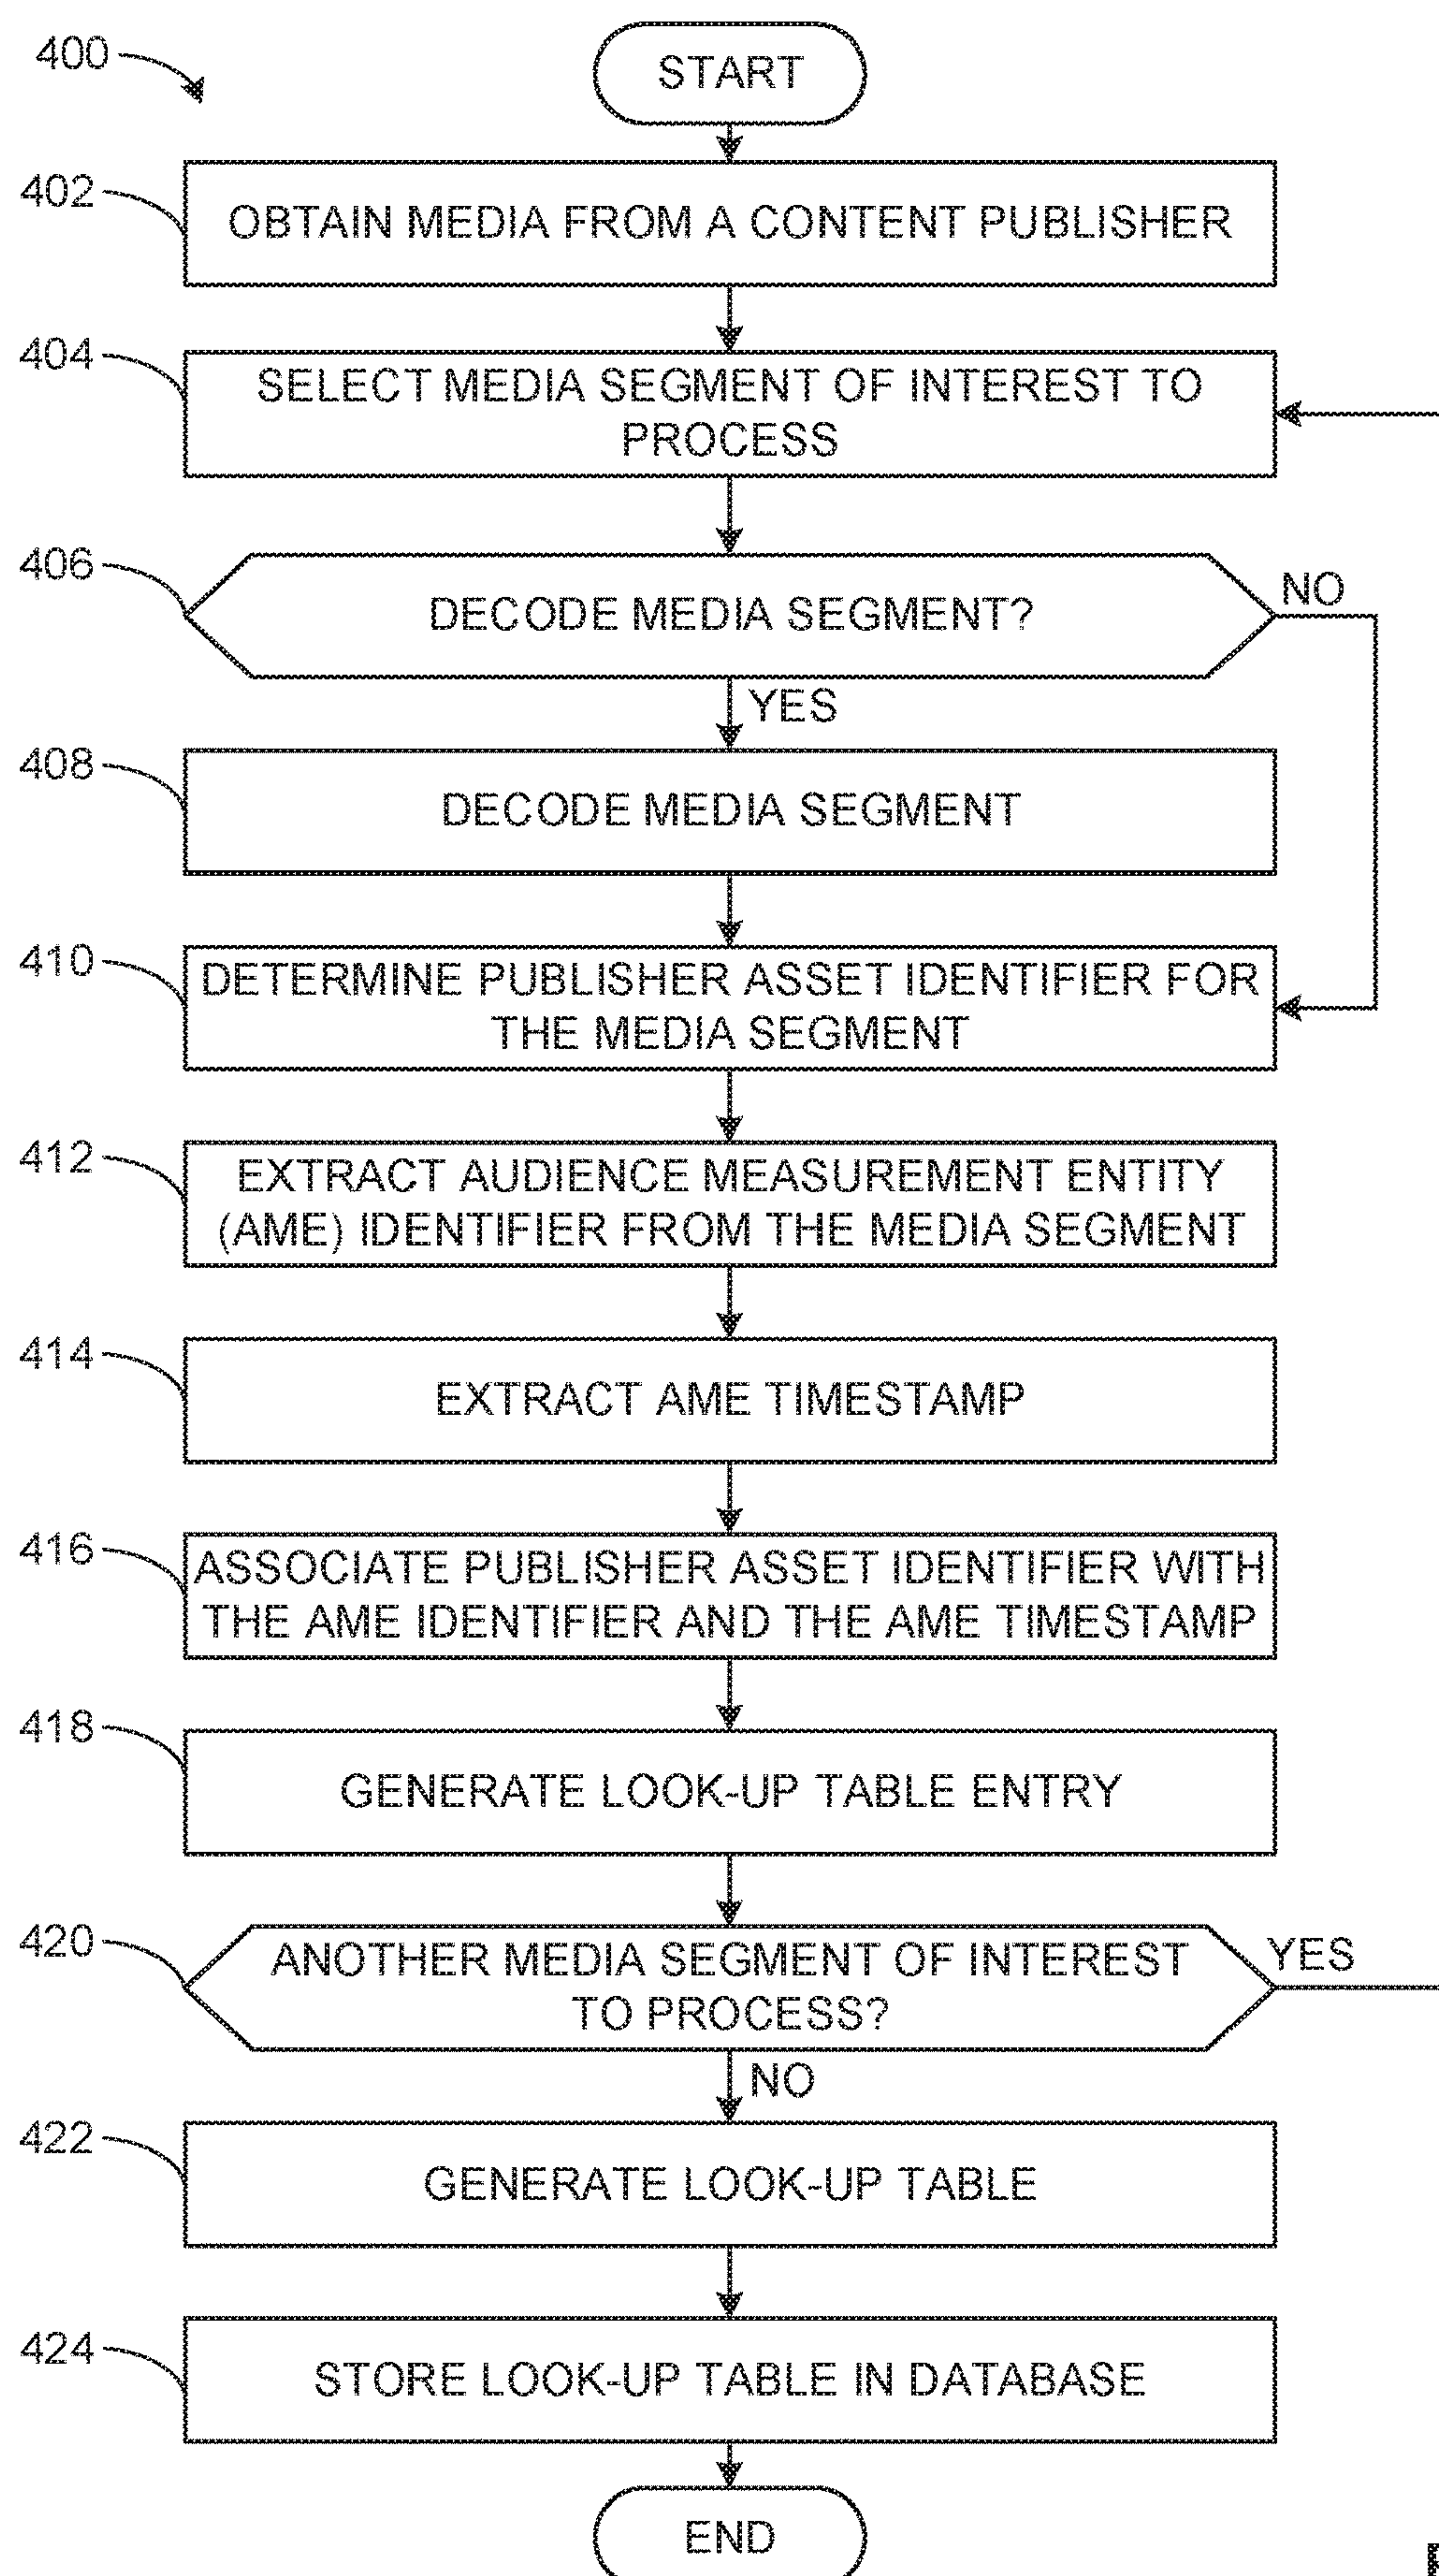 400
START
402
OBTAIN MEDIA FROM A CONTENT PUBLISHER
404
SELECT MEDIA SEGMENT OF INTEREST TO
PROCESS
406
DECODE MEDIA SEGMENT?
NO
YES
408
DECODE MEDIA SEGMENT
410
DETERMINE PUBLISHER ASSET IDENTIFIER FOR
THE MEDIA SEGMENT
412
EXTRACT AUDIENCE MEASUREMENT ENTITY
(AME) IDENTIFIER FROM THE MEDIA SEGMENT
414
EXTRACT AME TIMESTAMP
416
ASSOCIATE PUBLISHER ASSET IDENTIFIER WITH
THE AME IDENTIFIER AND THE AME TIMESTAMP
418
GENERATE LOOK-UP TABLE ENTRY
420
ANOTHER MEDIA SEGMENT OF INTEREST
TO PROCESS?
YES
NO
422
GENERATE LOOK-UP TABLE
424
STORE LOOK-UP TABLE IN DATABASE
END